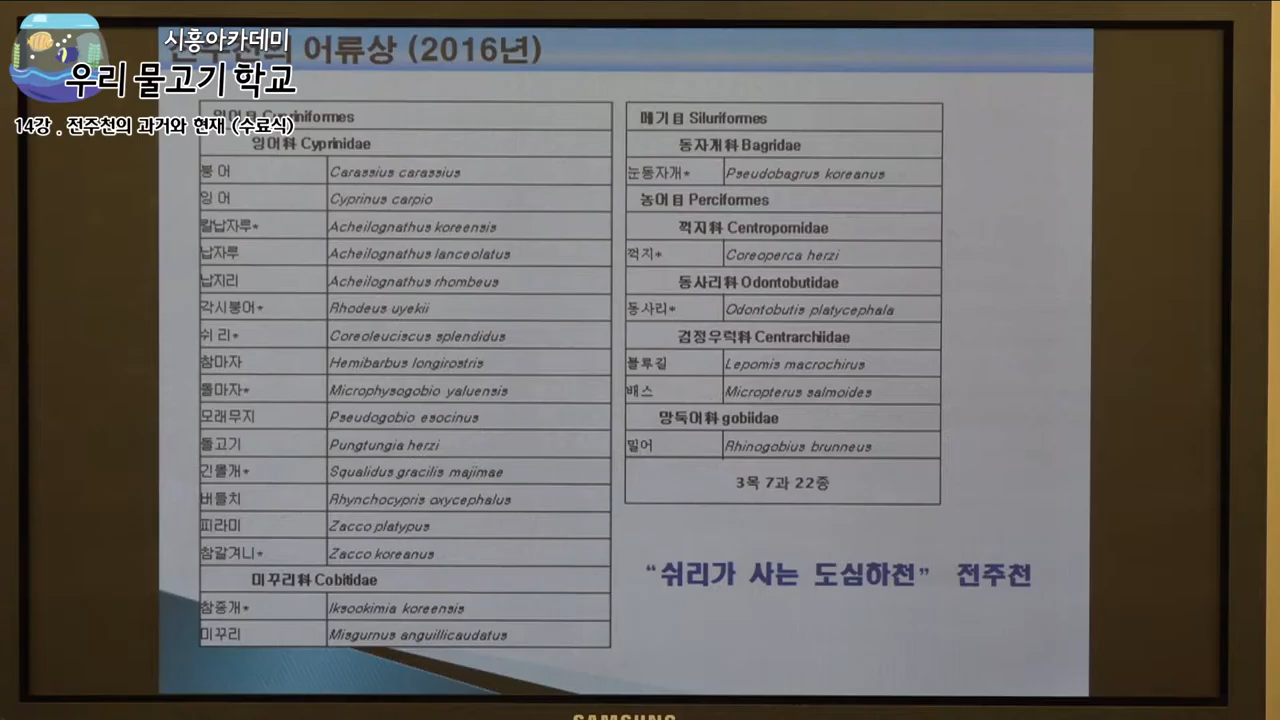 시흥아카데미
우리 물고기 학교
14강 . 전주천의 과거와 현재 (수료식)
어류상 (2016년)
잉어과 Cyprinidae
붕 어 Carassius carassius
잉 어 Cyprinus carpio
칼납자루* Acheilognathus koreensis
납자루 Acheilognathus lanceolatus
납지리 Acheilognathus rhombeus
각시붕어* Rhodeus uyekii
쉬 리* Coreoleuciscus splendidus
참마자 Hemibarbus longirostris
돌마자* Microphysogobio yaluensis
모래무지 Pseudogobio esocinus
돌고기 Pungtungia herzi
긴몰개* Squalidus gracilis majimae
버들치 Rhynchocypris oxycephalus
피라미 Zacco platypus
참갈겨니* Zacco koreanus
미꾸리科 Cobitidae
참종개* Iksookimia koreensis
미꾸리 Misgurnus anguillicaudatus
메기目 Siluriformes
동자개科 Bagridae
눈동자개* Pseudobagrus koreanus
농어目 Perciformes
꺽지科 Centropomidae
꺽지* Coreoperca herzi
동사리科 Odontobutidae
동사리* Odontobutis platycephala
검정우럭科 Centrarchiidae
블루길 Lepomis macrochirus
배스 Micropterus salmoides
망둑어科 gobiidae
밀어 Rhinogobius brunneus
3목 7과 22종
“쉬리가 사는 도심하천” 전주천
SAMSUNG